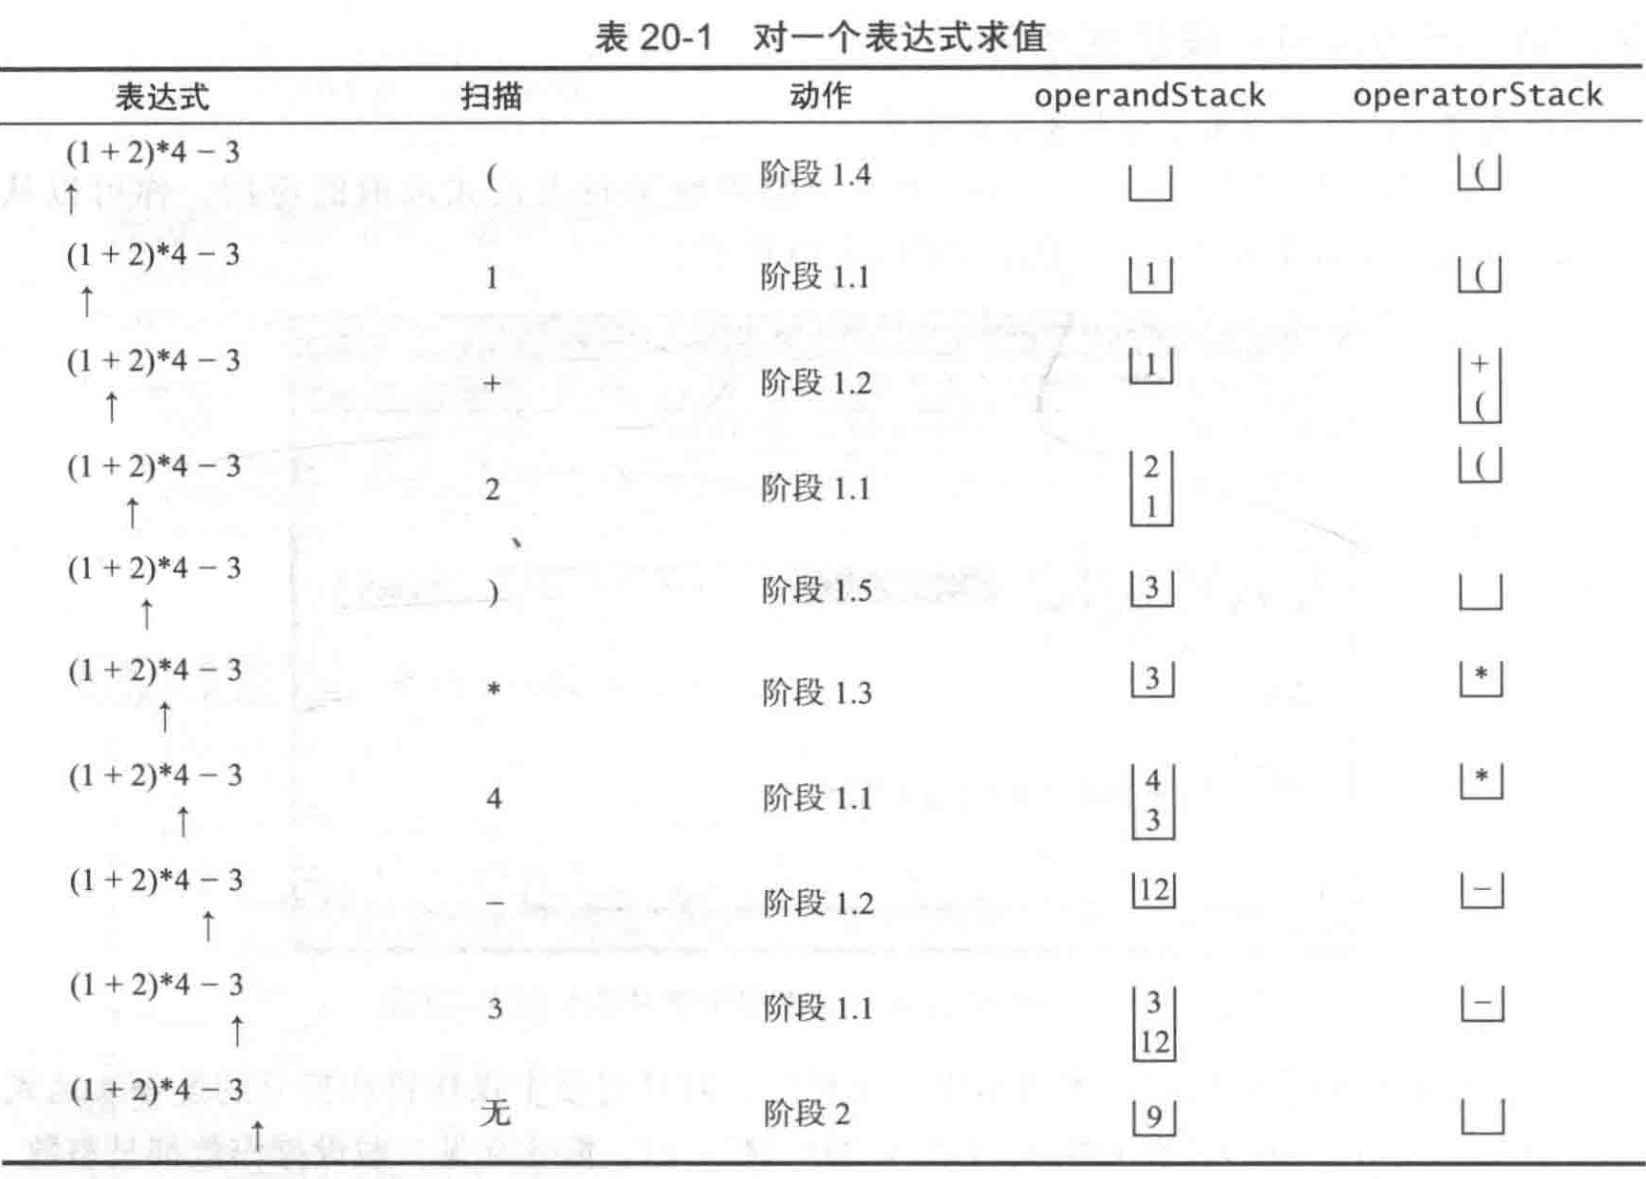 表 20-1 对一个表达式求值
表达式 扫描 动作 operandStack operatorStack
(1 + 2)*4 − 3 ( 阶段 1.4 (
↑
(1 + 2)*4 − 3 1 阶段 1.1 1 (
↑
(1 + 2)*4 − 3 + 阶段 1.2 1 +
↑ (
(1 + 2)*4 − 3 2 阶段 1.1 2 (
↑ 1
(1 + 2)*4 − 3 ) 阶段 1.5 3
↑
(1 + 2)*4 − 3 * 阶段 1.3 3 *
↑
(1 + 2)*4 − 3 4 阶段 1.1 4 *
↑ 3
(1 + 2)*4 − 3 − 阶段 1.2 12 −
↑
(1 + 2)*4 − 3 3 阶段 1.1 3 −
↑ 12
(1 + 2)*4 − 3 无 阶段 2 9
↑